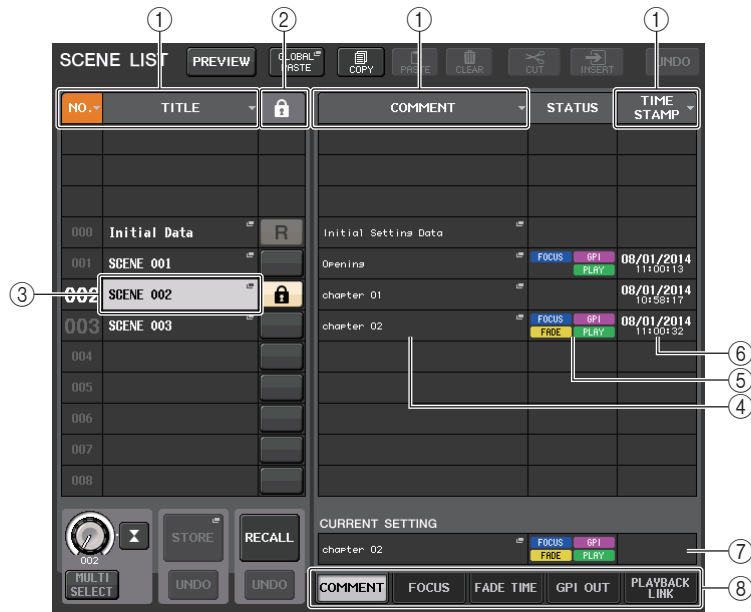 ① ② ① ①
SCENE LIST PREVIEW GLOBAL PASTE COPY PASTE CLEAR CUT INSERT UNDO
NO. TITLE COMMENT STATUS TIME STAMP
000 Initial Data R Initial Setting Data
001 SCENE 001 Opening FOCUS GPI PLAY 08/01/2014 11:00:13
③ 002 SCENE 002 chapter 01 08/01/2014 10:58:17
003 SCENE 003 chapter 02 FOCUS GPI FADE PLAY 08/01/2014 11:00:32
004 ⑥
005 ⑤
006 ④
007
008
CURRENT SETTING
STORE RECALL chapter 02 FOCUS GPI FADE PLAY ⑦
002
MULTI SELECT UNDO UNDO COMMENT FOCUS FADE TIME GPI OUT PLAYBACK LINK ⑧